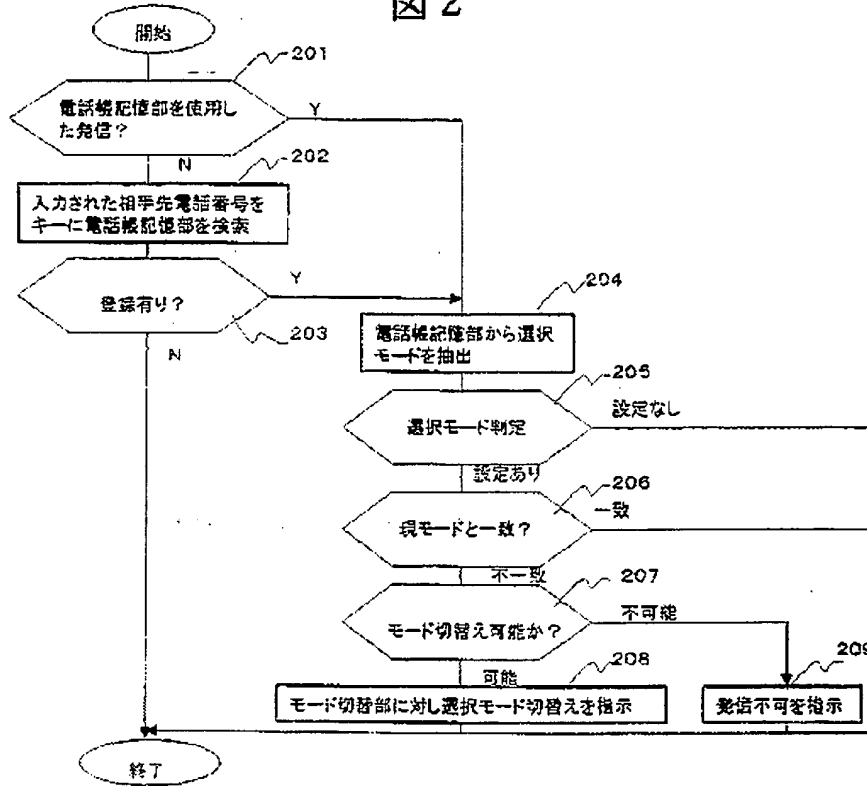 図2
開始
201
電話帳記憶部を使用し
た発信?
Y
N
202
入力された相手先電話番号を
キーに電話帳記憶部を検索
登録有り?
Y
203
N
204
電話帳記憶部から選択
モードを抽出
205
選択モード判定
設定なし
設定あり
206
現モードと一致?
一致
不一致
207
モード切替え可能か?
不可能
可能
208
モード切替部に対し選択モード切替えを指示
209
発信不可を指示
終了